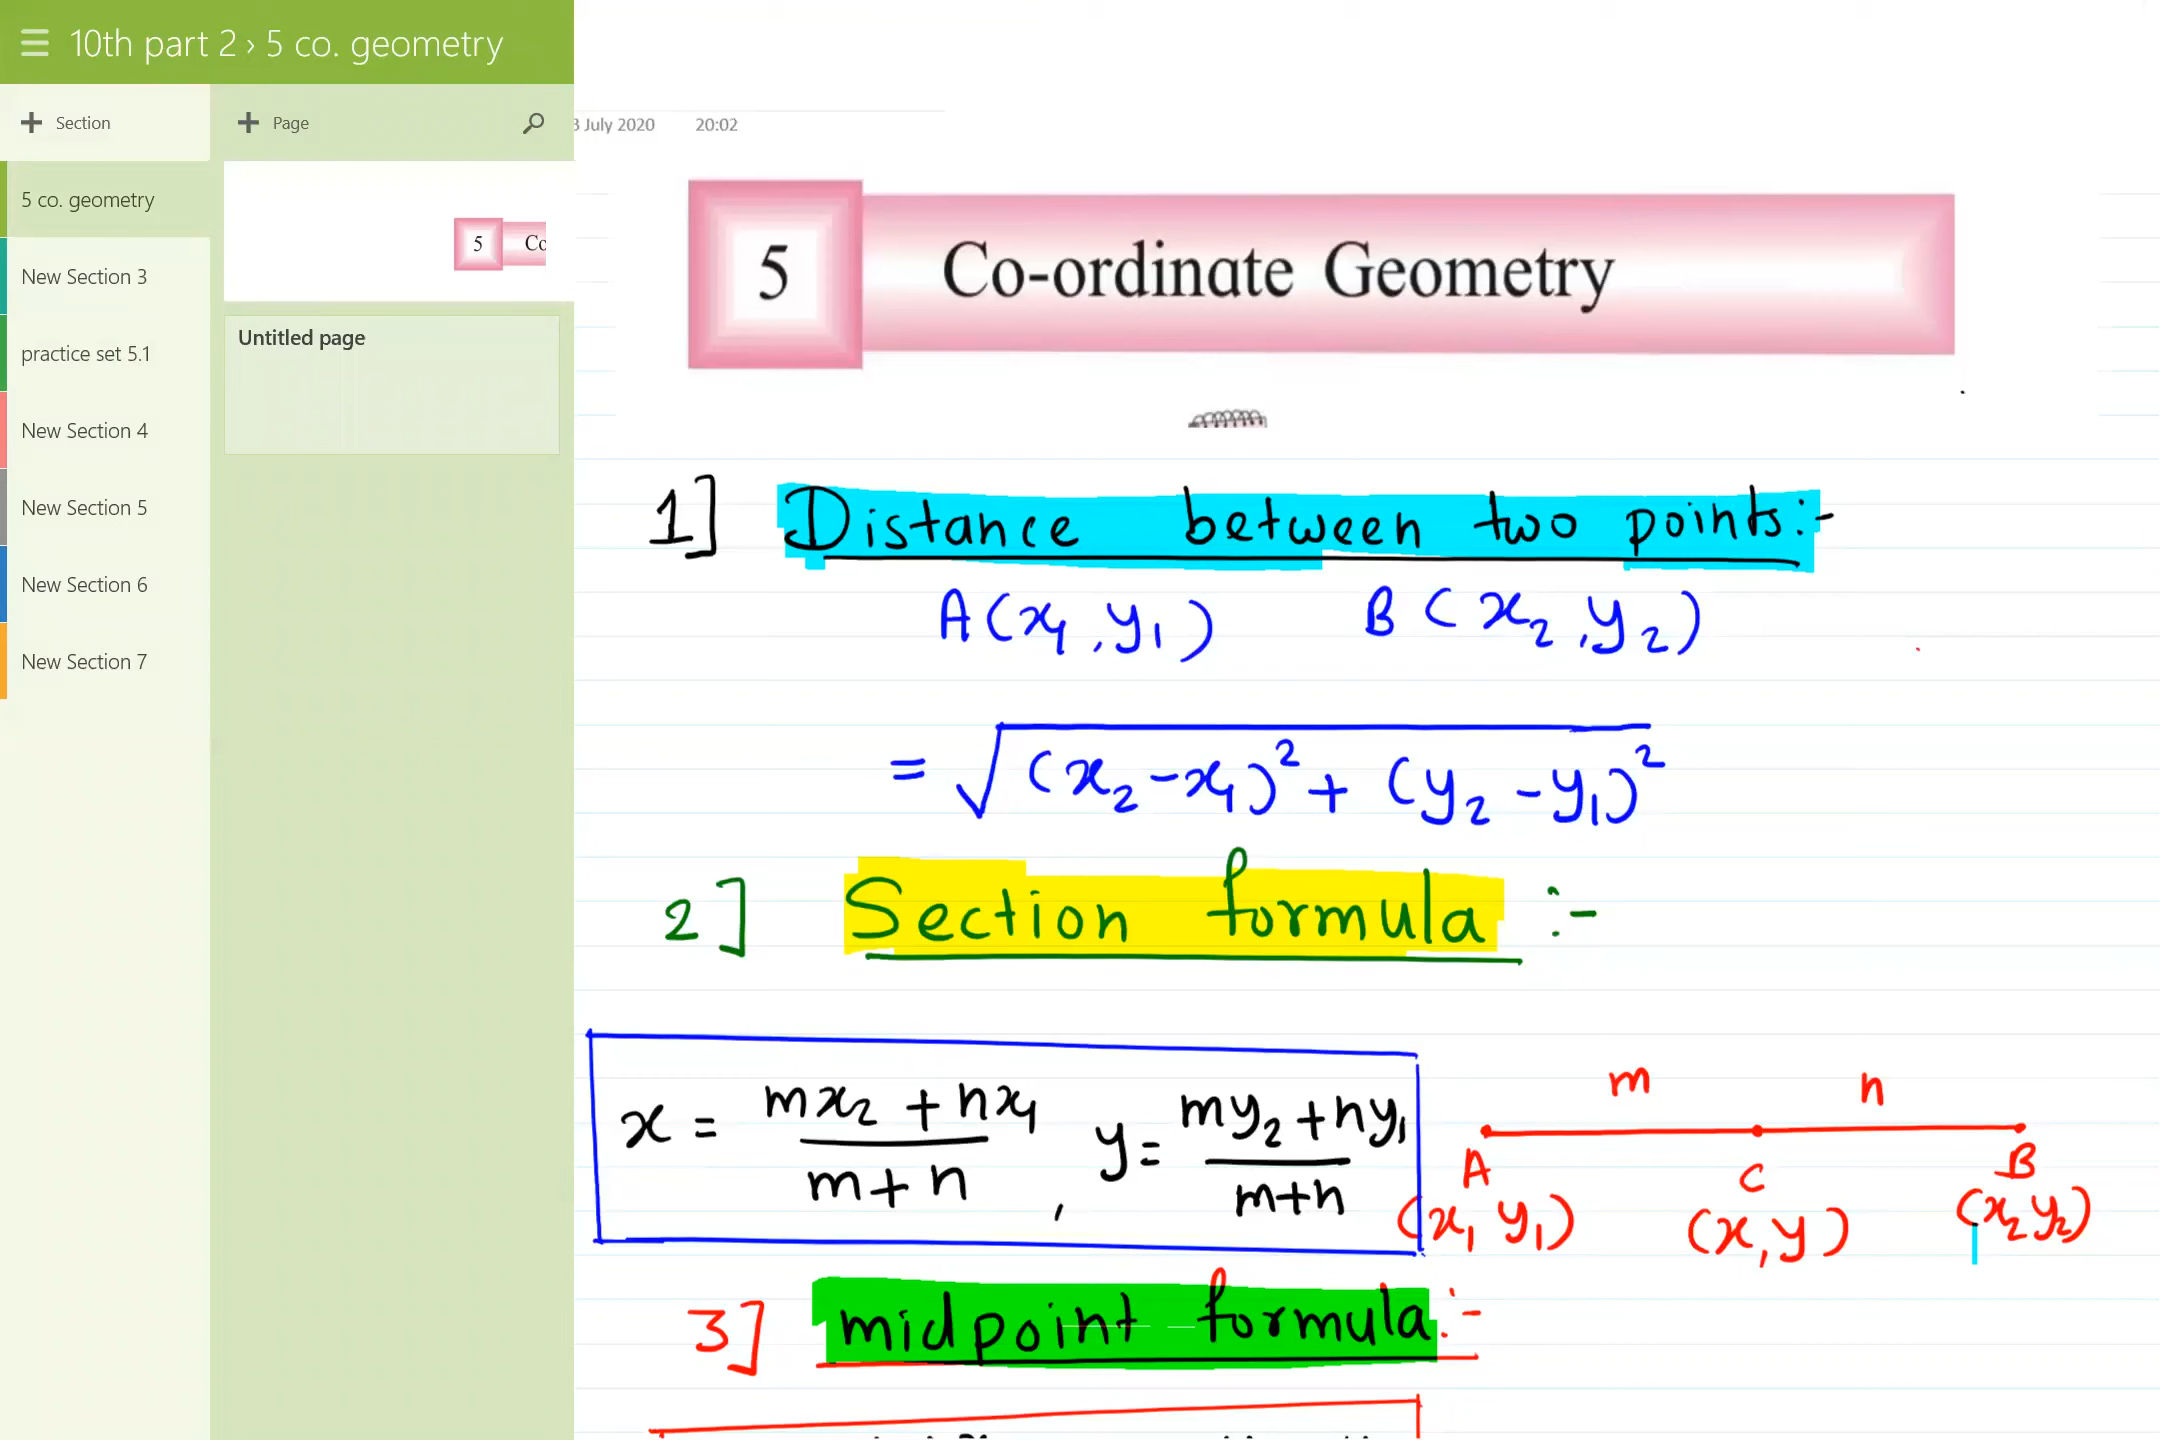 10th part 2 › 5 co. geometry
Section
Page
July 2020 20:02
5 co. geometry
New Section 3
practice set 5.1
New Section 4
New Section 5
New Section 6
New Section 7
5 Co
Untitled page
5 Co-ordinate Geometry
1] Distance between two points:-
A(x₁,y₁) B(x₂,y₂)
= √(x₂-x₁)²+(y₂-y₁)²
2] Section formula :-
x = mx₂+nx₁/m+n , y = my₂+ny₁/m+n
m n
A C B
(x₁ y₁) (x,y) (x₂ y₂)
3] midpoint formula:-